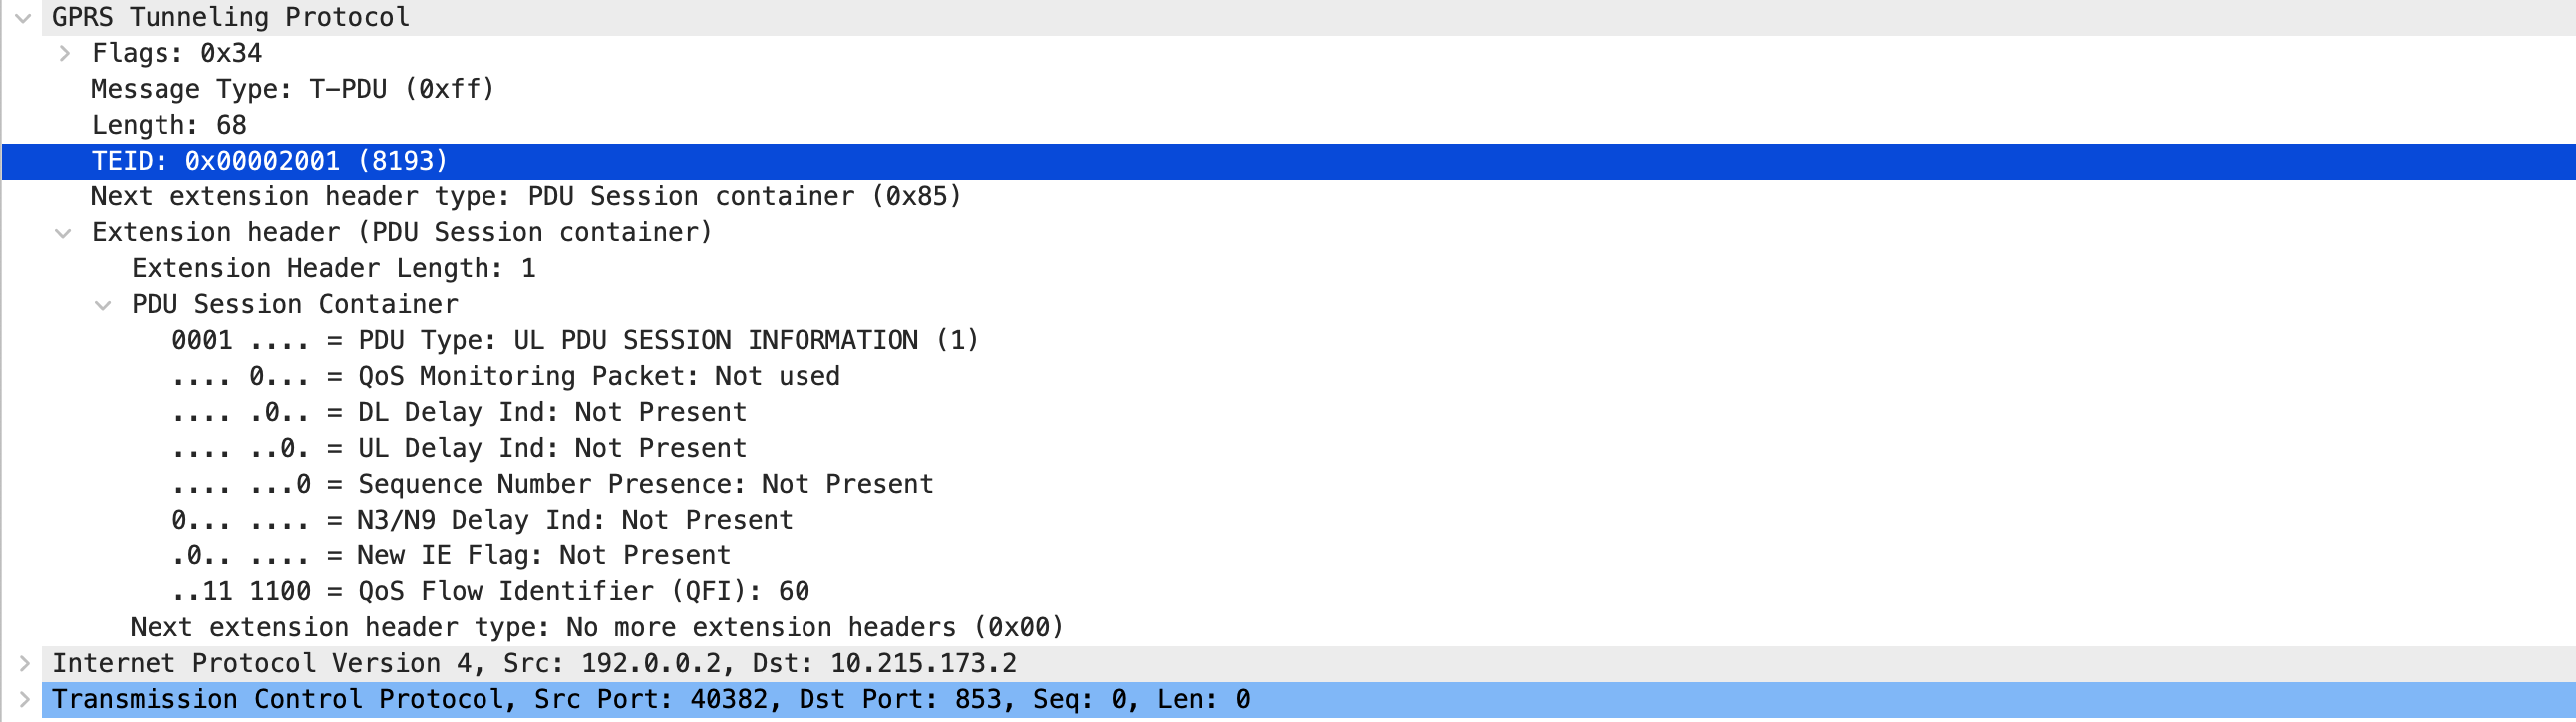 GPRS Tunneling Protocol
Flags: 0x34
Message Type: T-PDU (0xff)
Length: 68
TEID: 0x00002001 (8193)
Next extension header type: PDU Session container (0x85)
Extension header (PDU Session container)
Extension Header Length: 1
PDU Session Container
0001 .... = PDU Type: UL PDU SESSION INFORMATION (1)
.... 0... = QoS Monitoring Packet: Not used
.... .0.. = DL Delay Ind: Not Present
.... ..0. = UL Delay Ind: Not Present
.... ...0 = Sequence Number Presence: Not Present
0... .... = N3/N9 Delay Ind: Not Present
.0.. .... = New IE Flag: Not Present
..11 1100 = QoS Flow Identifier (QFI): 60
Next extension header type: No more extension headers (0x00)
Internet Protocol Version 4, Src: 192.0.0.2, Dst: 10.215.173.2
Transmission Control Protocol, Src Port: 40382, Dst Port: 853, Seq: 0, Len: 0